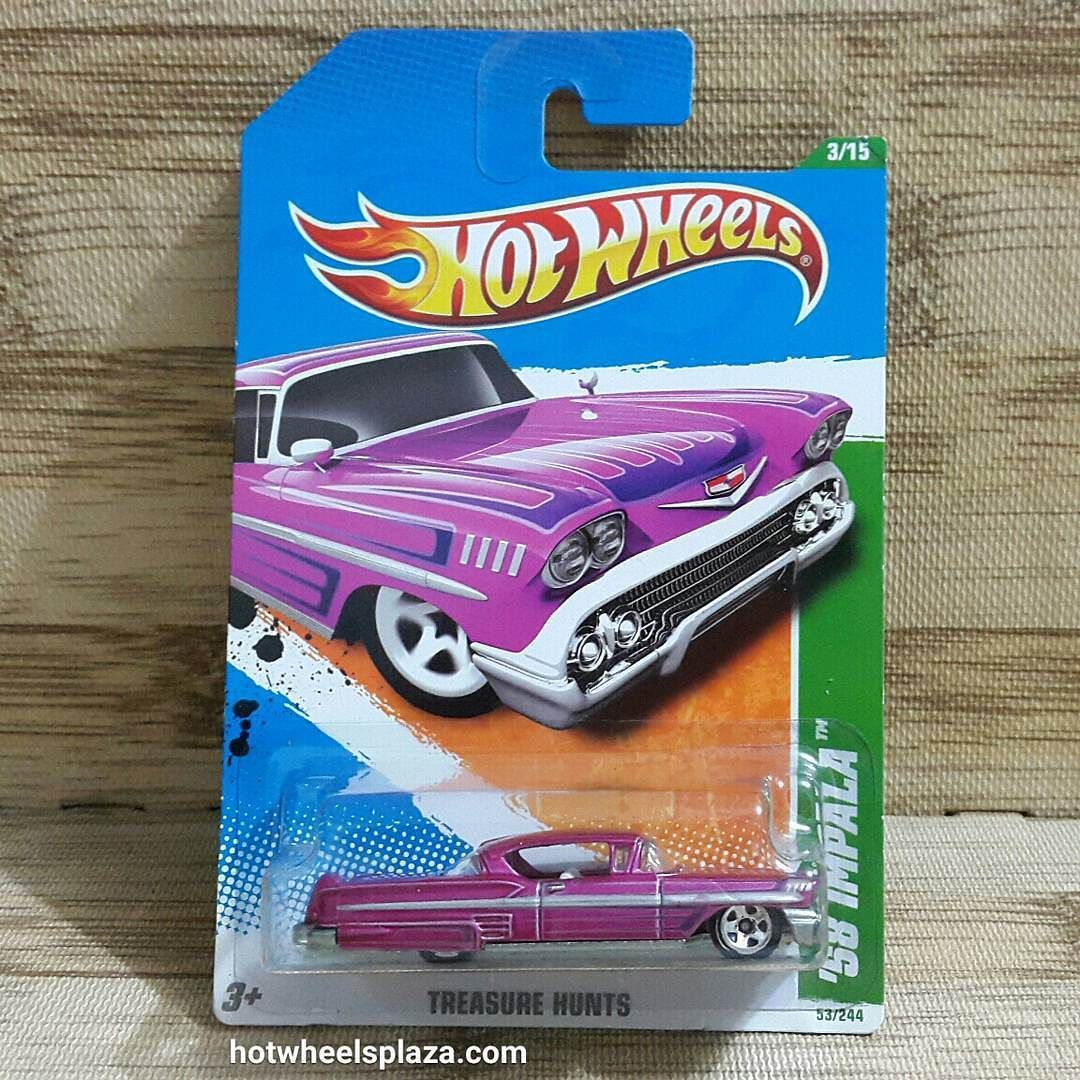 3/15
HOT WHEELS®
'58 IMPALA™
3+
TREASURE HUNTS
53/244
hotwheelsplaza.com